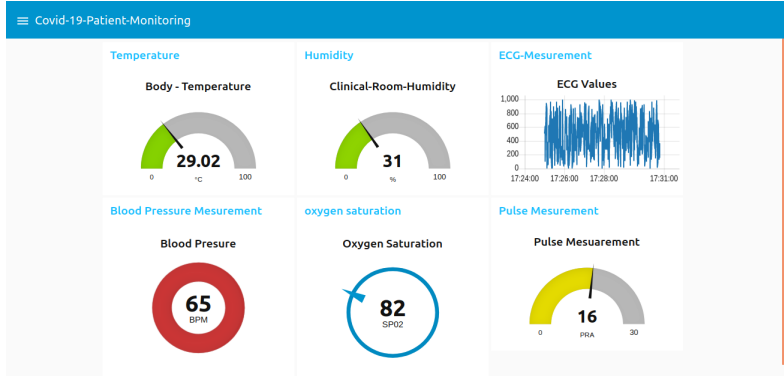 Covid-19-Patient-Monitoring
Temperature
Body - Temperature
29.02
0
°C
100
Humidity
Clinical-Room-Humidity
31
0
%
100
ECG-Mesurement
ECG Values
1,000
800
600
400
200
0
17:24:00 17:26:00 17:28:00 17:31:00
Blood Pressure Mesurement
Blood Presure
65
BPM
oxygen saturation
Oxygen Saturation
82
SP02
Pulse Mesurement
Pulse Mesuarement
16
0
PRA
30